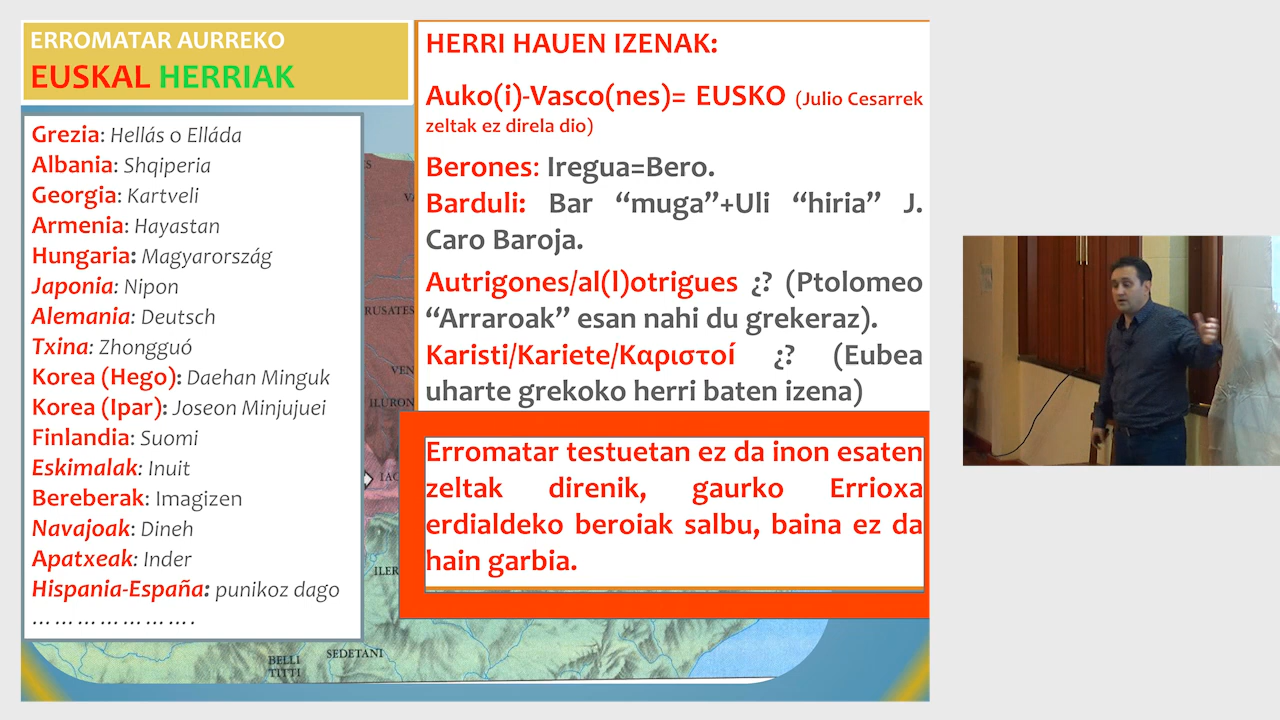 ERROMATAR AURREKO
EUSKAL HERRIAK
Grezia: Hellás o Elláda
Albania: Shqiperia
Georgia: Kartveli
Armenia: Hayastan
Hungaria: Magyarország
Japonia: Nipon
Alemania: Deutsch
Txina: Zhongguó
Korea (Hego): Daehan Minguk
Korea (Ipar): Joseon Minjujuei
Finlandia: Suomi
Eskimalak: Inuit
Bereberak: Imagizen
Navajoak: Dineh
Apatxeak: Inder
Hispania-España: punikoz dago
…………………
HERRI HAUEN IZENAK:
Auko(i)-Vasco(nes)= EUSKO (Julio Cesarrek
zeltak ez direla dio)
Berones: Iregua=Bero.
Barduli: Bar “muga”+Uli “hiria” J.
Caro Baroja.
Autrigones/al(l)otrigues ¿? (Ptolomeo
“Arraroak” esan nahi du grekeraz).
Karisti/Kariete/Καριστοί ¿? (Eubea
uharte grekoko herri baten izena)
Erromatar testuetan ez da inon esaten
zeltak direnik, gaurko Errioxa
erdialdeko beroiak salbu, baina ez da
hain garbia.
RUSATES
VEN
ILURON
IAC
ILER
BELLI
TITTI
SEDETANI